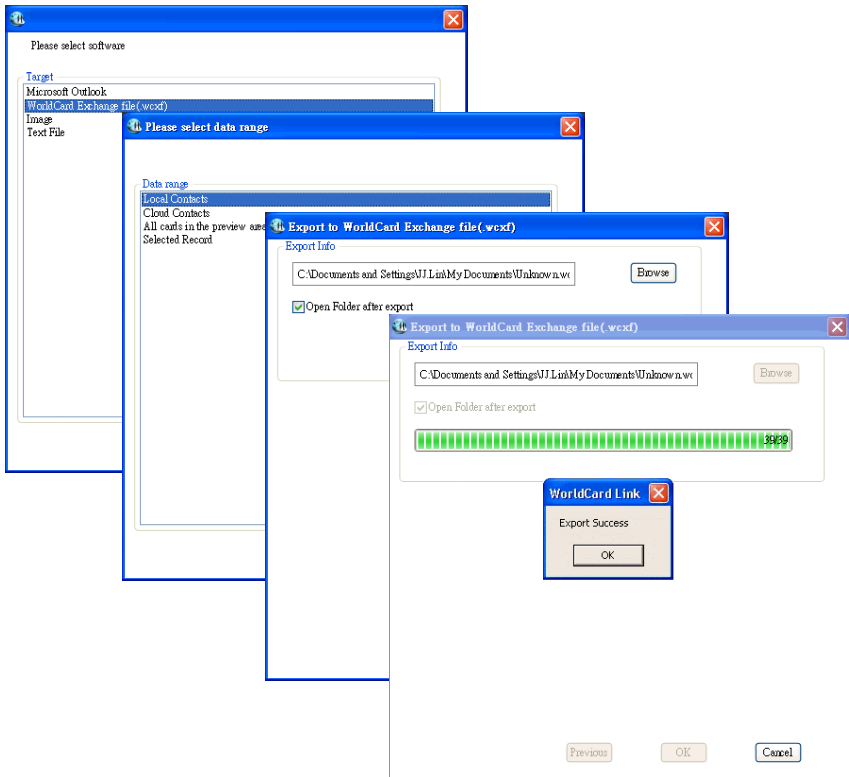 Please select software
Target
Microsoft Outlook
WorldCard Exchange file(.wcxf)
Image
Text File
Please select data range
Data range
Local Contacts
Cloud Contacts
All cards in the preview area
Selected Record
Export to WorldCard Exchange file(.wcxf)
Export Info
C:\Documents and Settings\JJ.Lin\My Documents\Unknown.wc
Browse
Open Folder after export
Export to WorldCard Exchange file(.wcxf)
Export Info
C:\Documents and Settings\JJ.Lin\My Documents\Unknown.wc
Browse
Open Folder after export
39/39
WorldCard Link
Export Success
OK
Previous OK Cancel